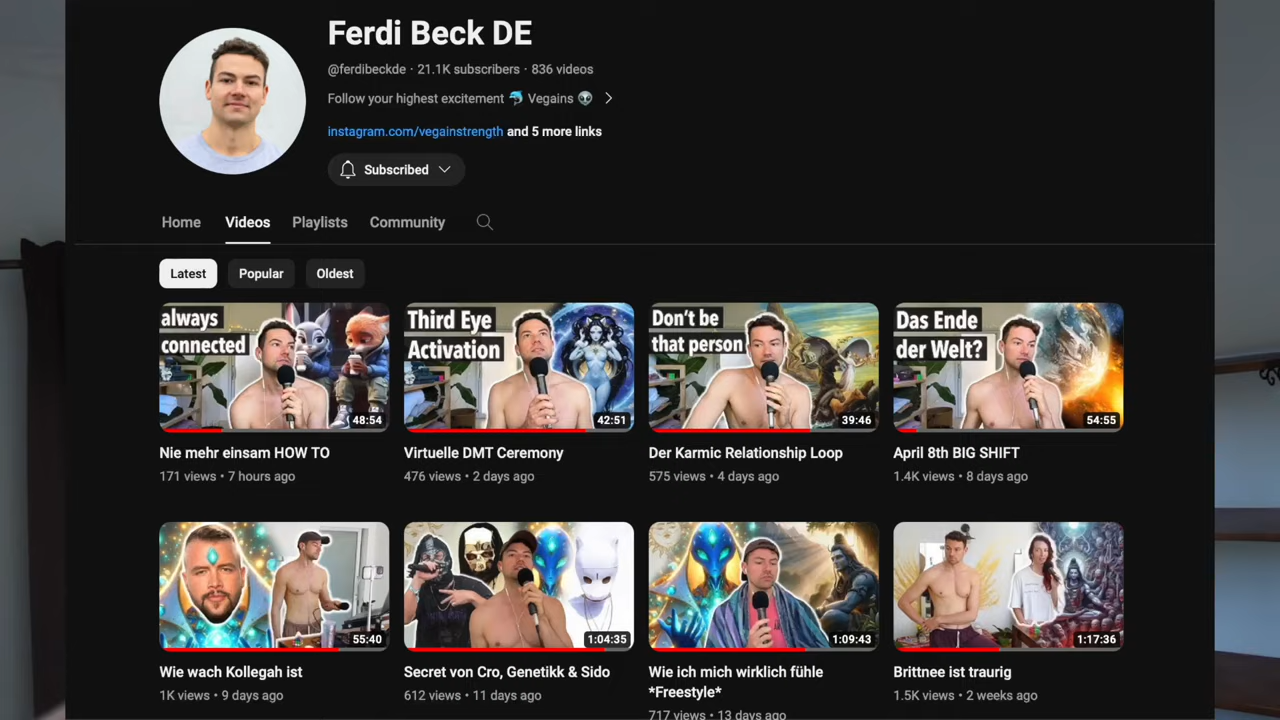 Ferdi Beck DE
@ferdibeckde · 21.1K subscribers · 836 videos
Follow your highest excitement 🐬 Vegains 👽
instagram.com/vegainstrength and 5 more links
Subscribed
Home Videos Playlists Community
Latest Popular Oldest
always
connected
48:54
Third Eye
Activation
42:51
Don't be
that person
39:46
Das Ende
der Welt?
54:55
Nie mehr einsam HOW TO
171 views • 7 hours ago
Virtuelle DMT Ceremony
476 views • 2 days ago
Der Karmic Relationship Loop
575 views • 4 days ago
April 8th BIG SHIFT
1.4K views • 8 days ago
55:40
1:04:35
1:09:43
1:17:36
Wie wach Kollegah ist
1K views • 9 days ago
Secret von Cro, Genetikk & Sido
612 views • 11 days ago
Wie ich mich wirklich fühle
*Freestyle*
717 views • 13 days ago
Brittnee ist traurig
1.5K views • 2 weeks ago